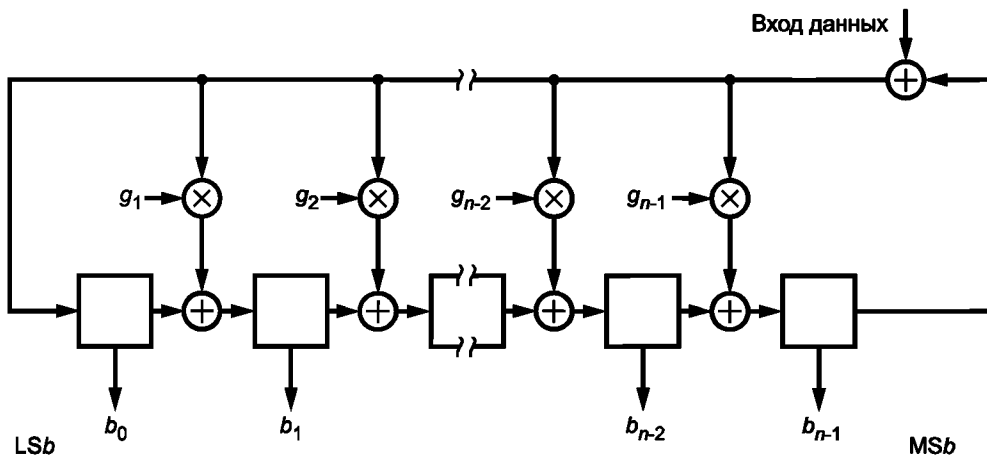 Вход данных
g₁
g₂
gₙ₋₂
gₙ₋₁
b₀
b₁
bₙ₋₂
bₙ₋₁
LSb
MSb